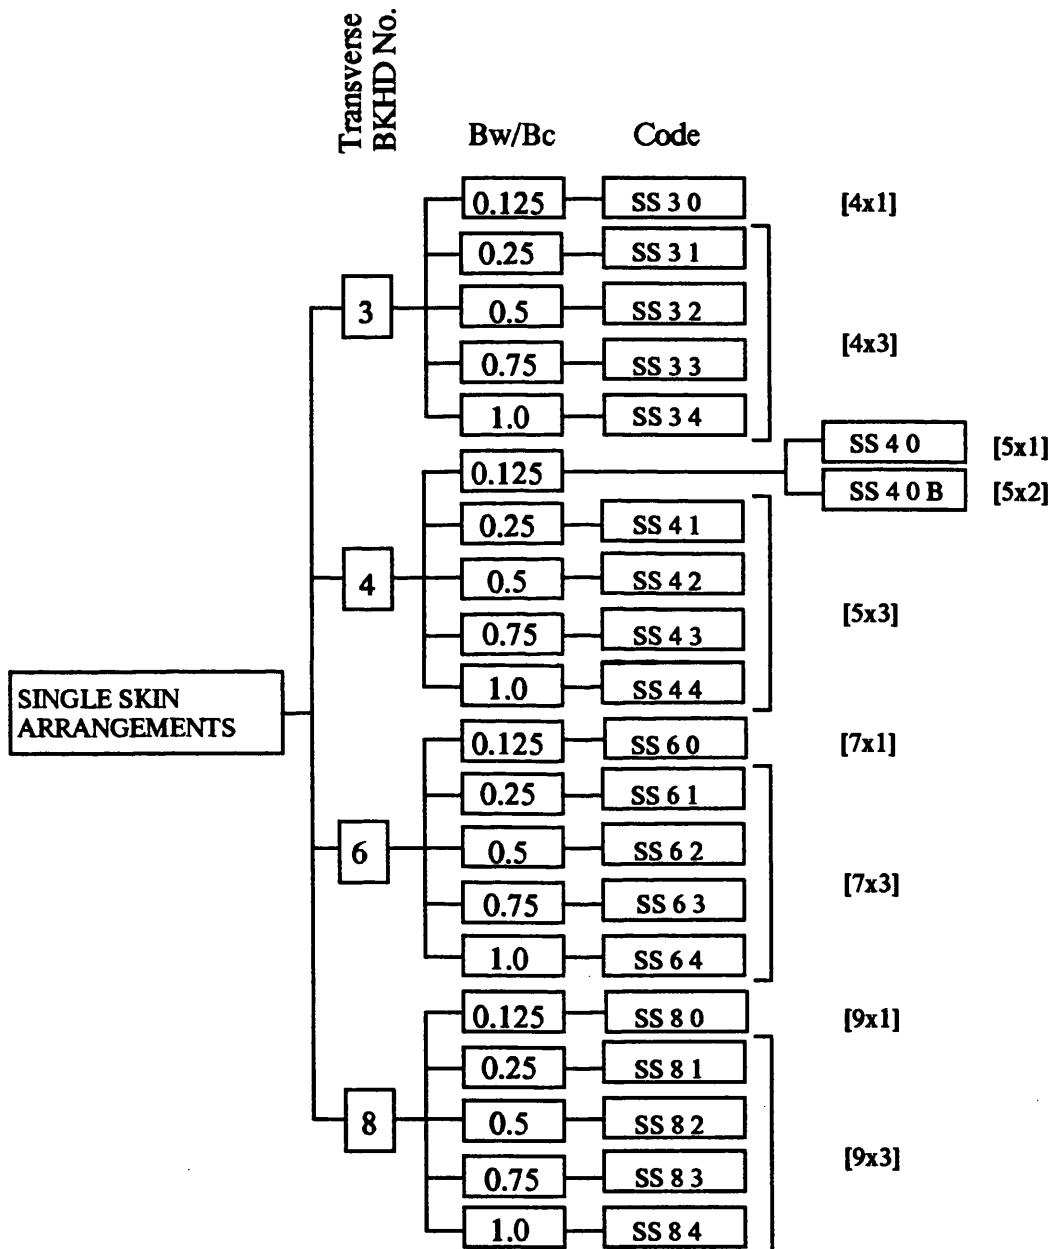 Transverse
BKHD No.
Bw/Bc
Code
0.125
SS 3 0
[4x1]
0.25
SS 3 1
0.5
SS 3 2
3
[4x3]
0.75
SS 3 3
1.0
SS 3 4
0.125
SS 4 0
[5x1]
SS 4 0 B
[5x2]
0.25
SS 4 1
4
0.5
SS 4 2
[5x3]
0.75
SS 4 3
1.0
SS 4 4
SINGLE SKIN
ARRANGEMENTS
0.125
SS 6 0
[7x1]
0.25
SS 6 1
6
0.5
SS 6 2
[7x3]
0.75
SS 6 3
1.0
SS 6 4
0.125
SS 8 0
[9x1]
0.25
SS 8 1
8
0.5
SS 8 2
[9x3]
0.75
SS 8 3
1.0
SS 8 4